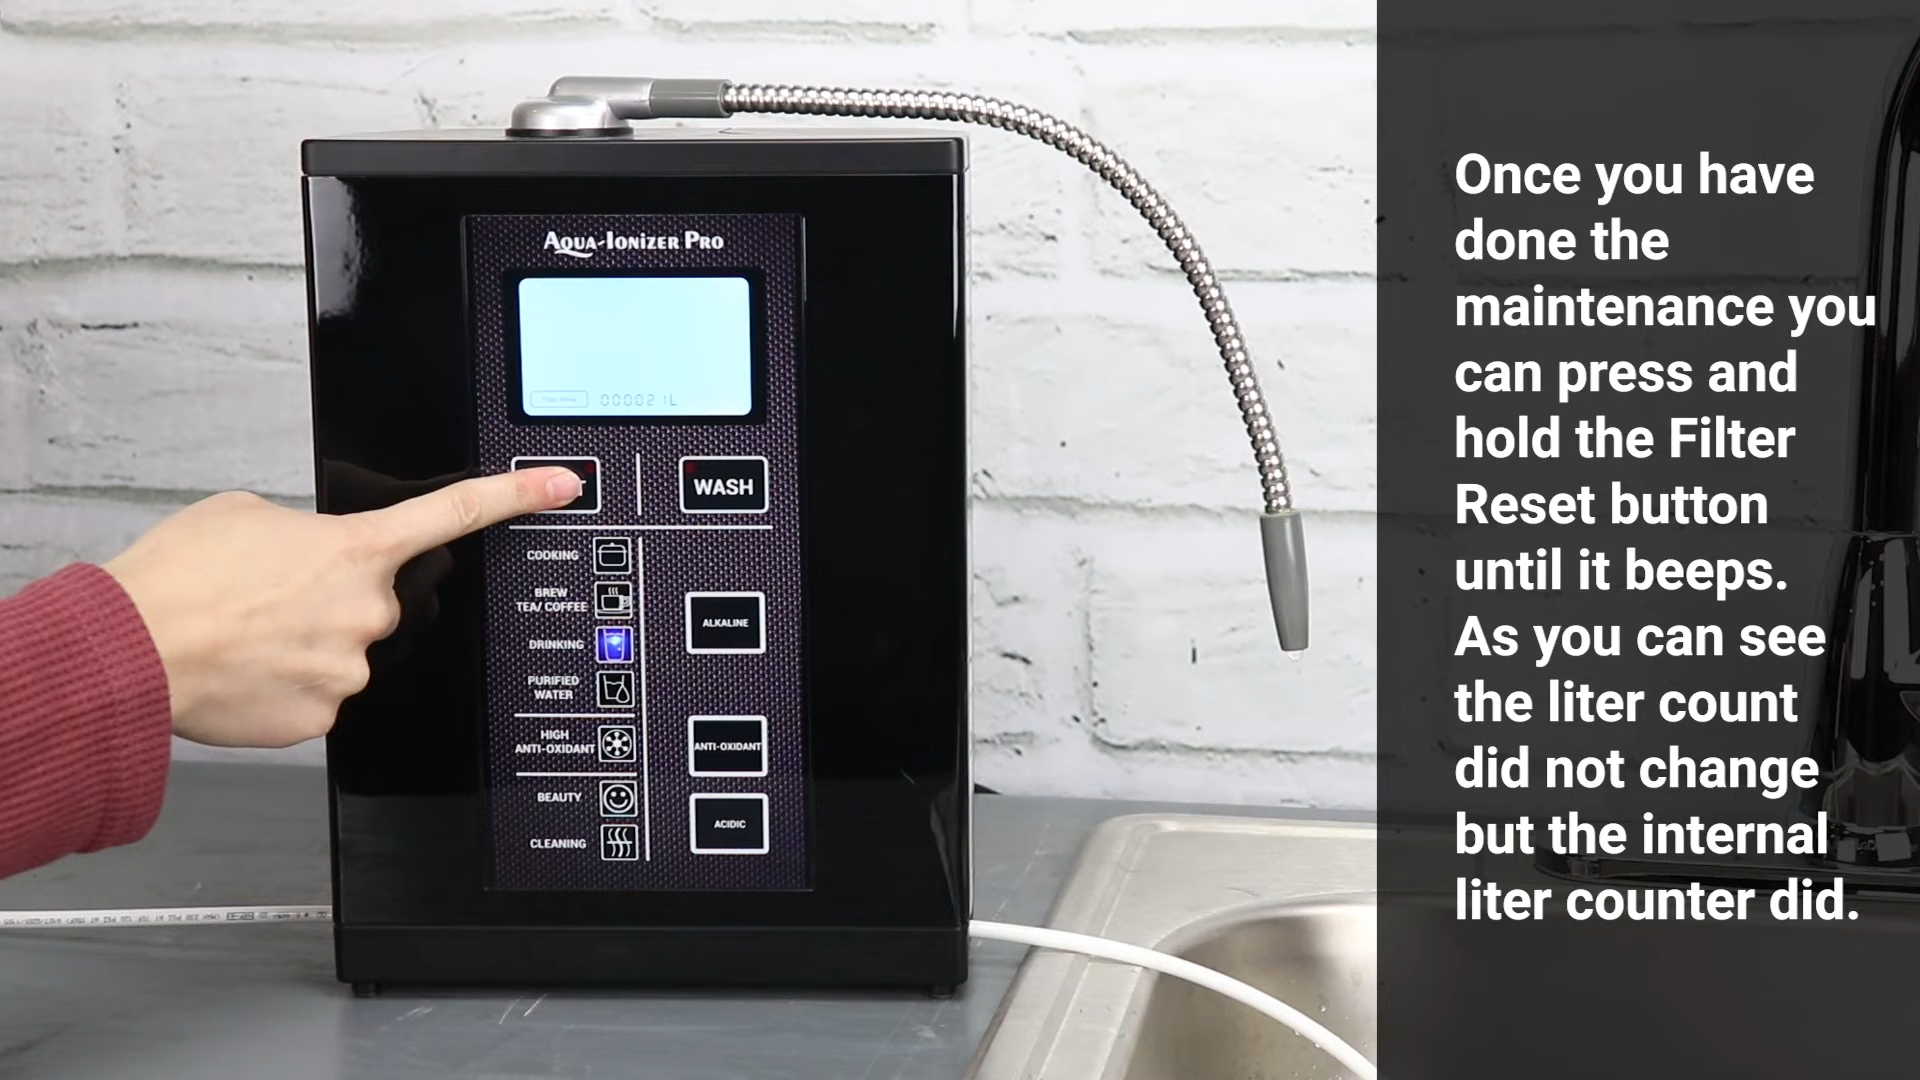 AQUA-IONIZER PRO
000021L
WASH
COOKING
BREW
TEA/ COFFEE
DRINKING
PURIFIED
WATER
HIGH
ANTI-OXIDANT
BEAUTY
CLEANING
ALKALINE
ANTI-OXIDANT
ACIDIC
Once you have
done the
maintenance you
can press and
hold the Filter
Reset button
until it beeps.
As you can see
the liter count
did not change
but the internal
liter counter did.